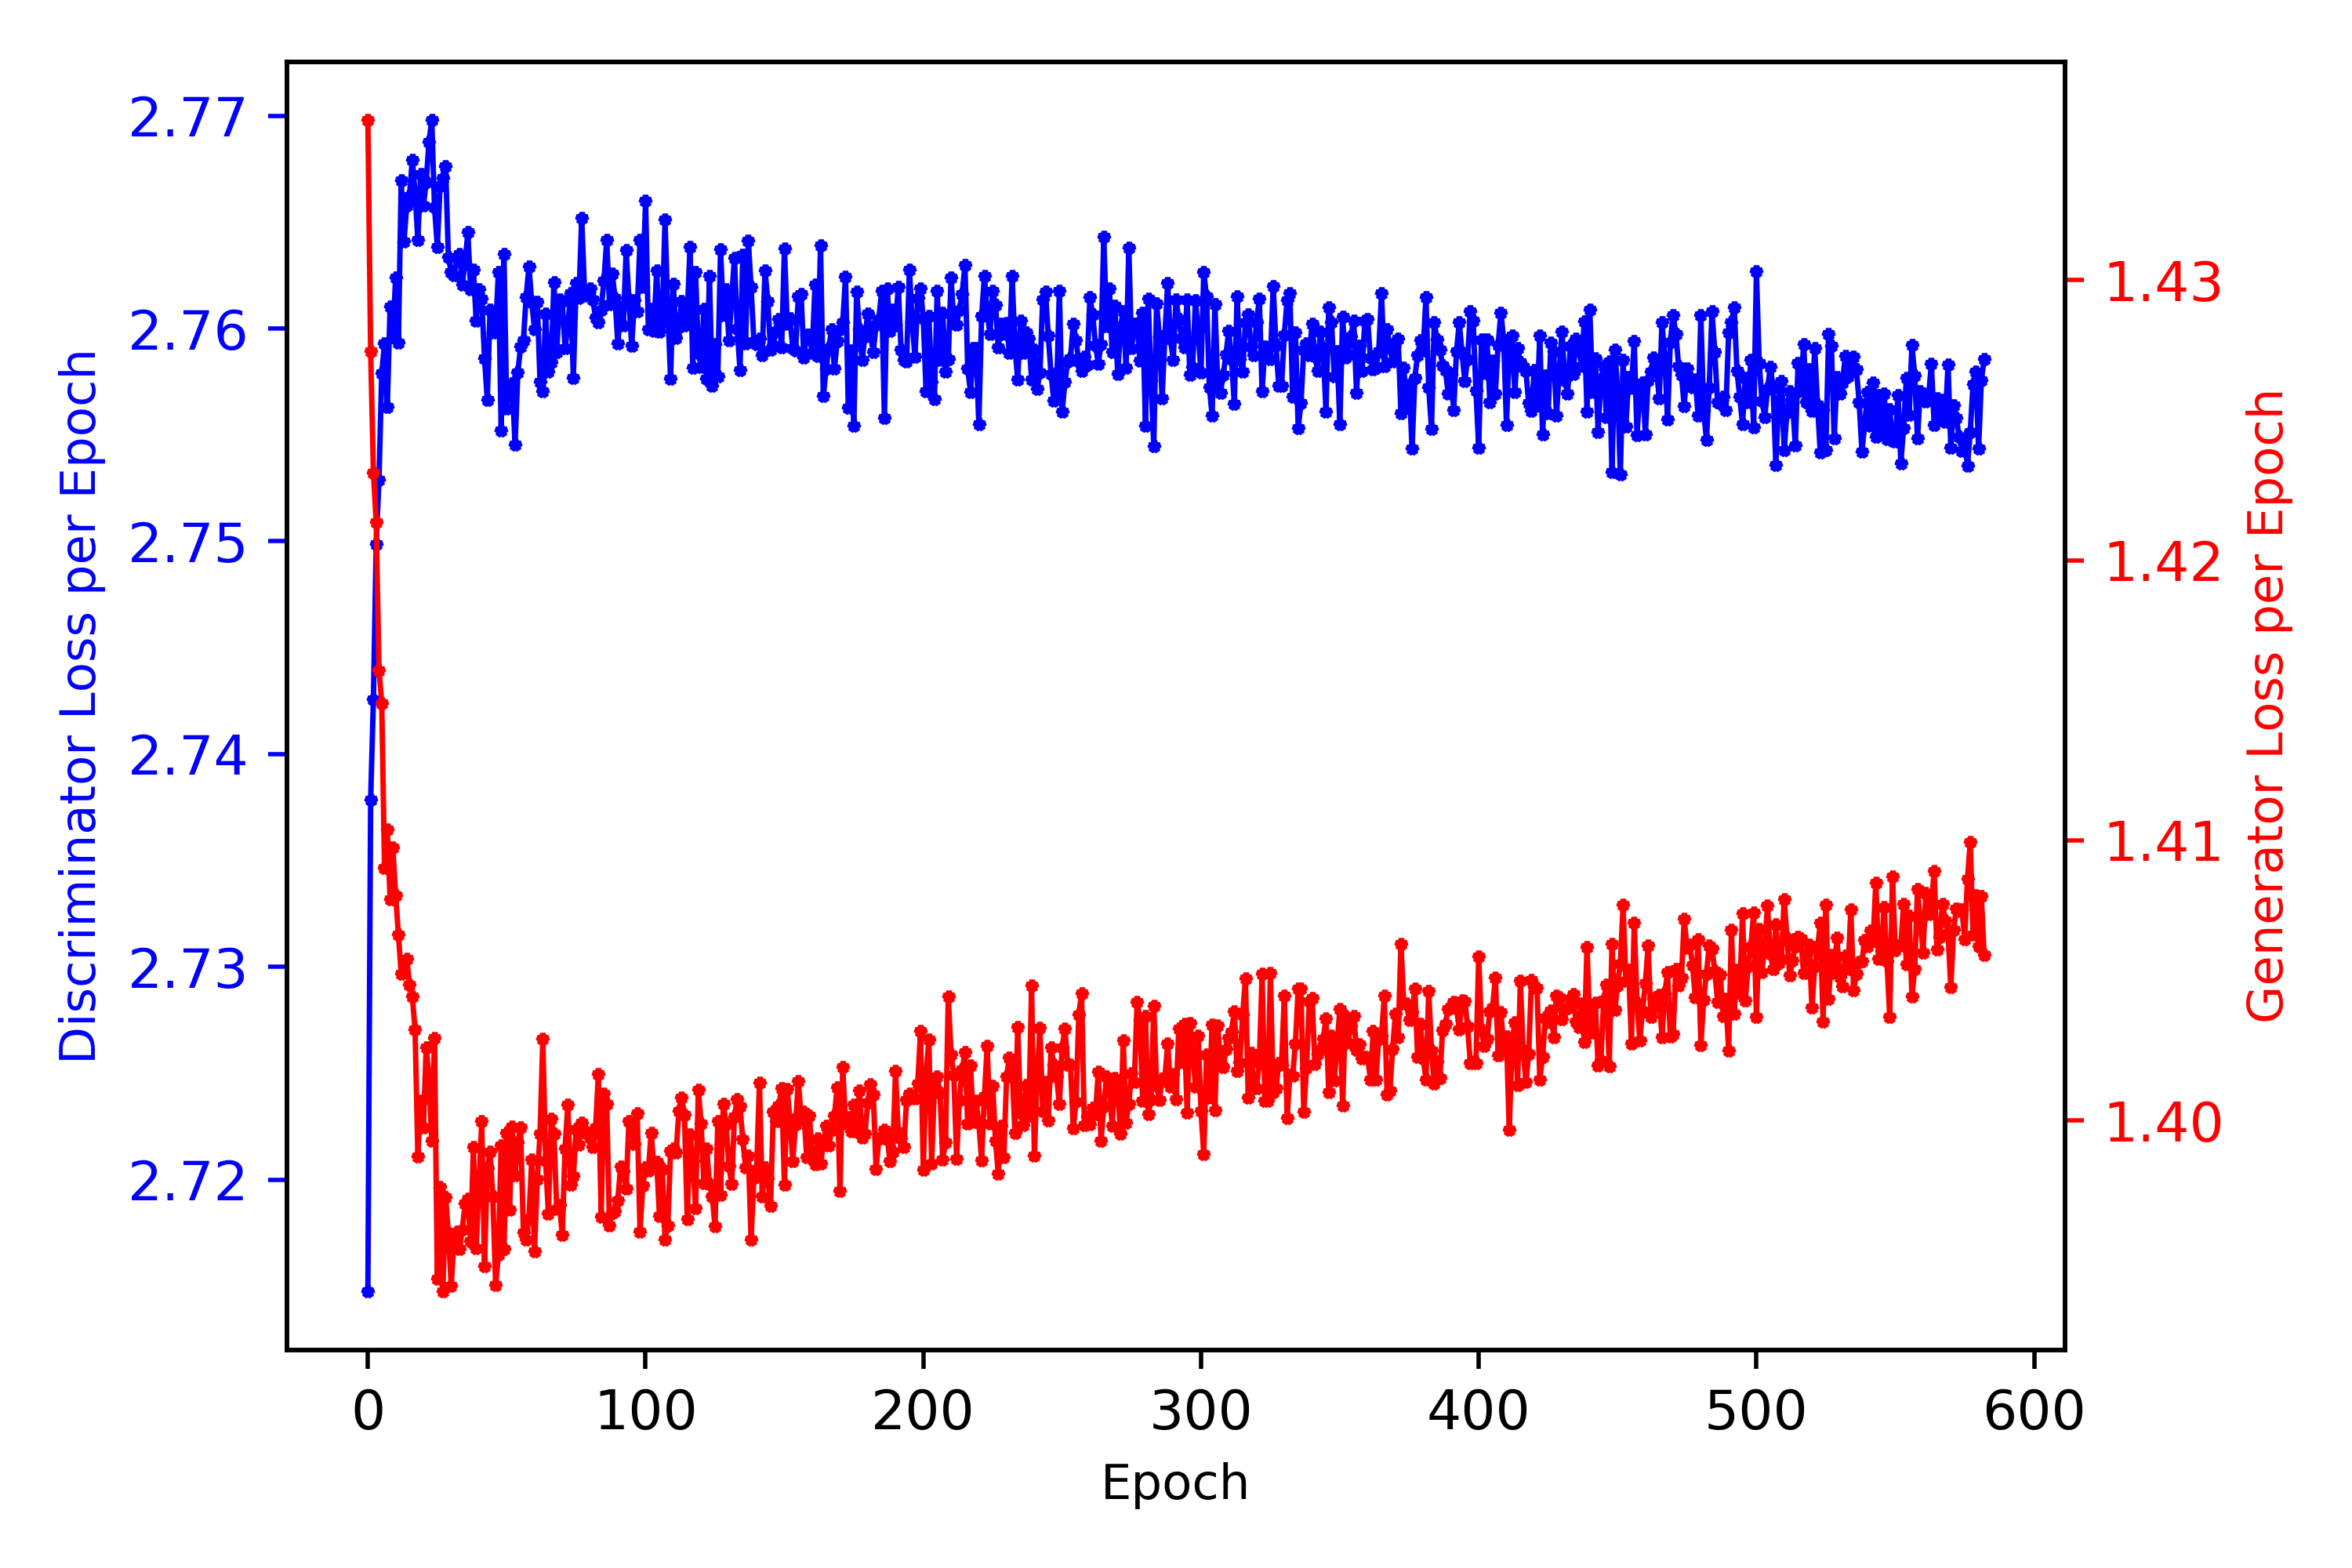 Discriminator Loss per Epoch
2.77
2.76
2.75
2.74
2.73
2.72
0 100 200 300 400 500 600
Epoch
1.43
1.42
1.41
1.40
Generator Loss per Epoch